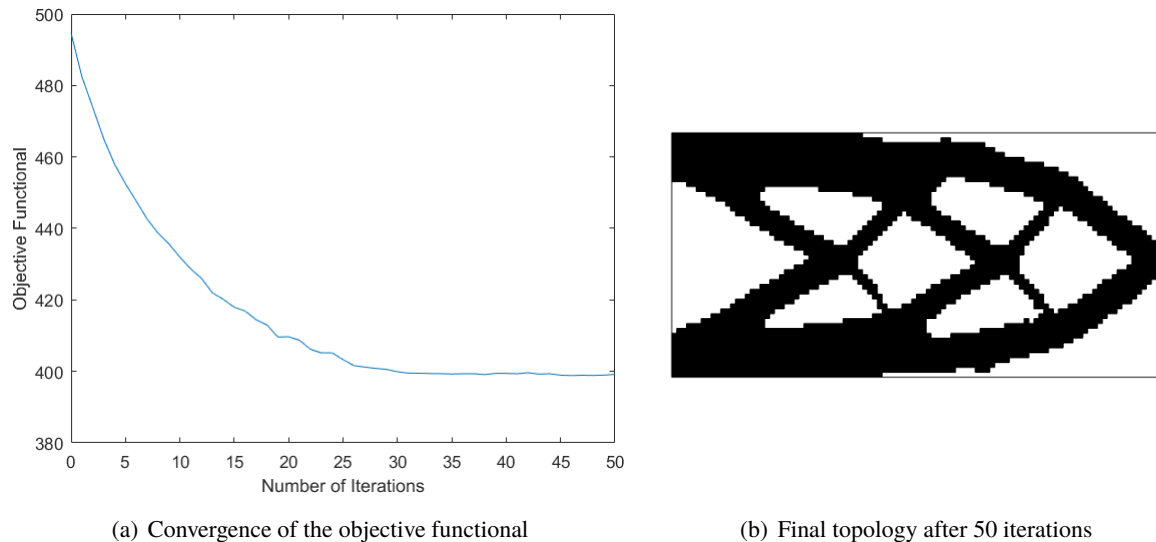 500
480
460
440
420
400
380
Objective Functional
0 5 10 15 20 25 30 35 40 45 50
Number of Iterations
(a) Convergence of the objective functional
(b) Final topology after 50 iterations